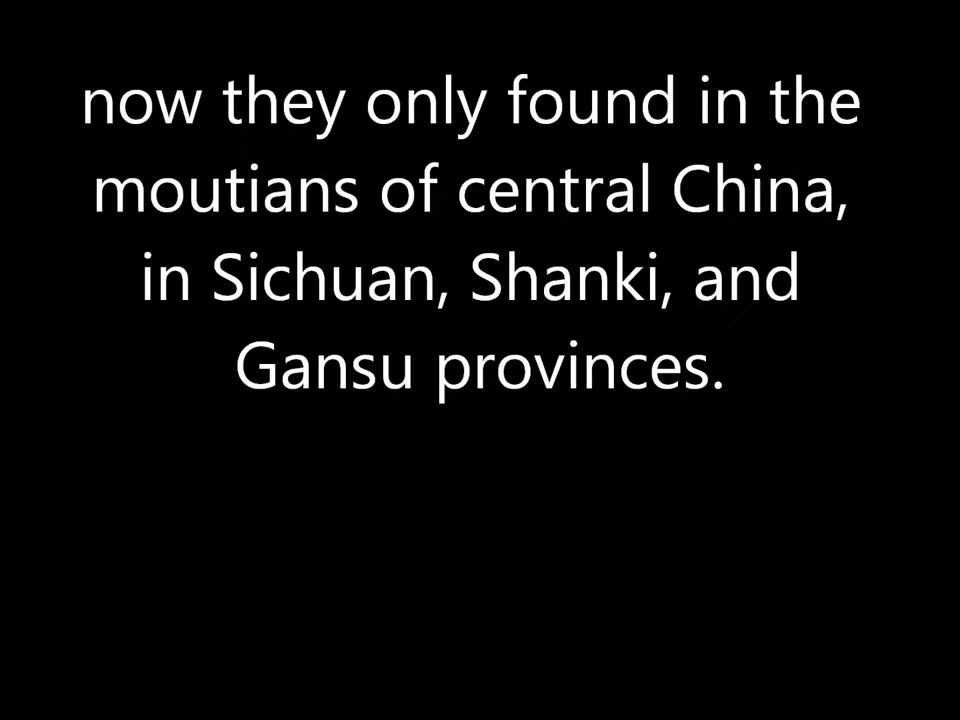 now they only found in the
moutians of central China,
in Sichuan, Shanki, and
Gansu provinces.